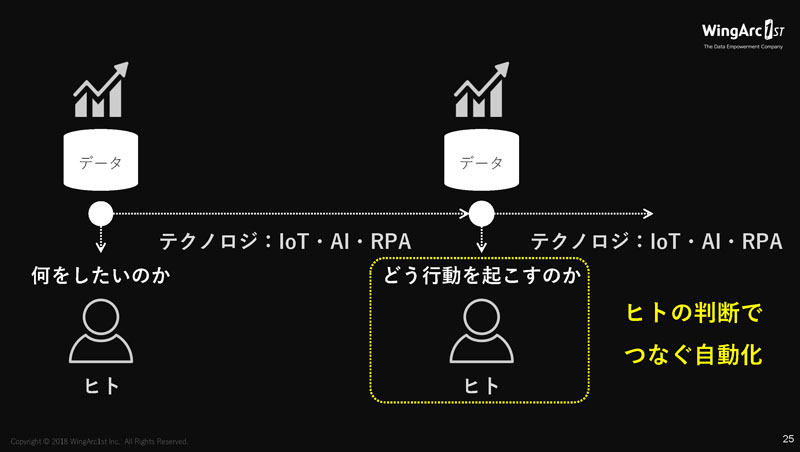 WingArc1ST
The Data Empowerment Company
データ
データ
テクノロジ：IoT・AI・RPA
テクノロジ：IoT・AI・RPA
何をしたいのか
どう行動を起こすのか
ヒト
ヒト
ヒトの判断で
つなぐ自動化
Copyright © 2018 WingArc1st Inc. All Rights Reserved.
25